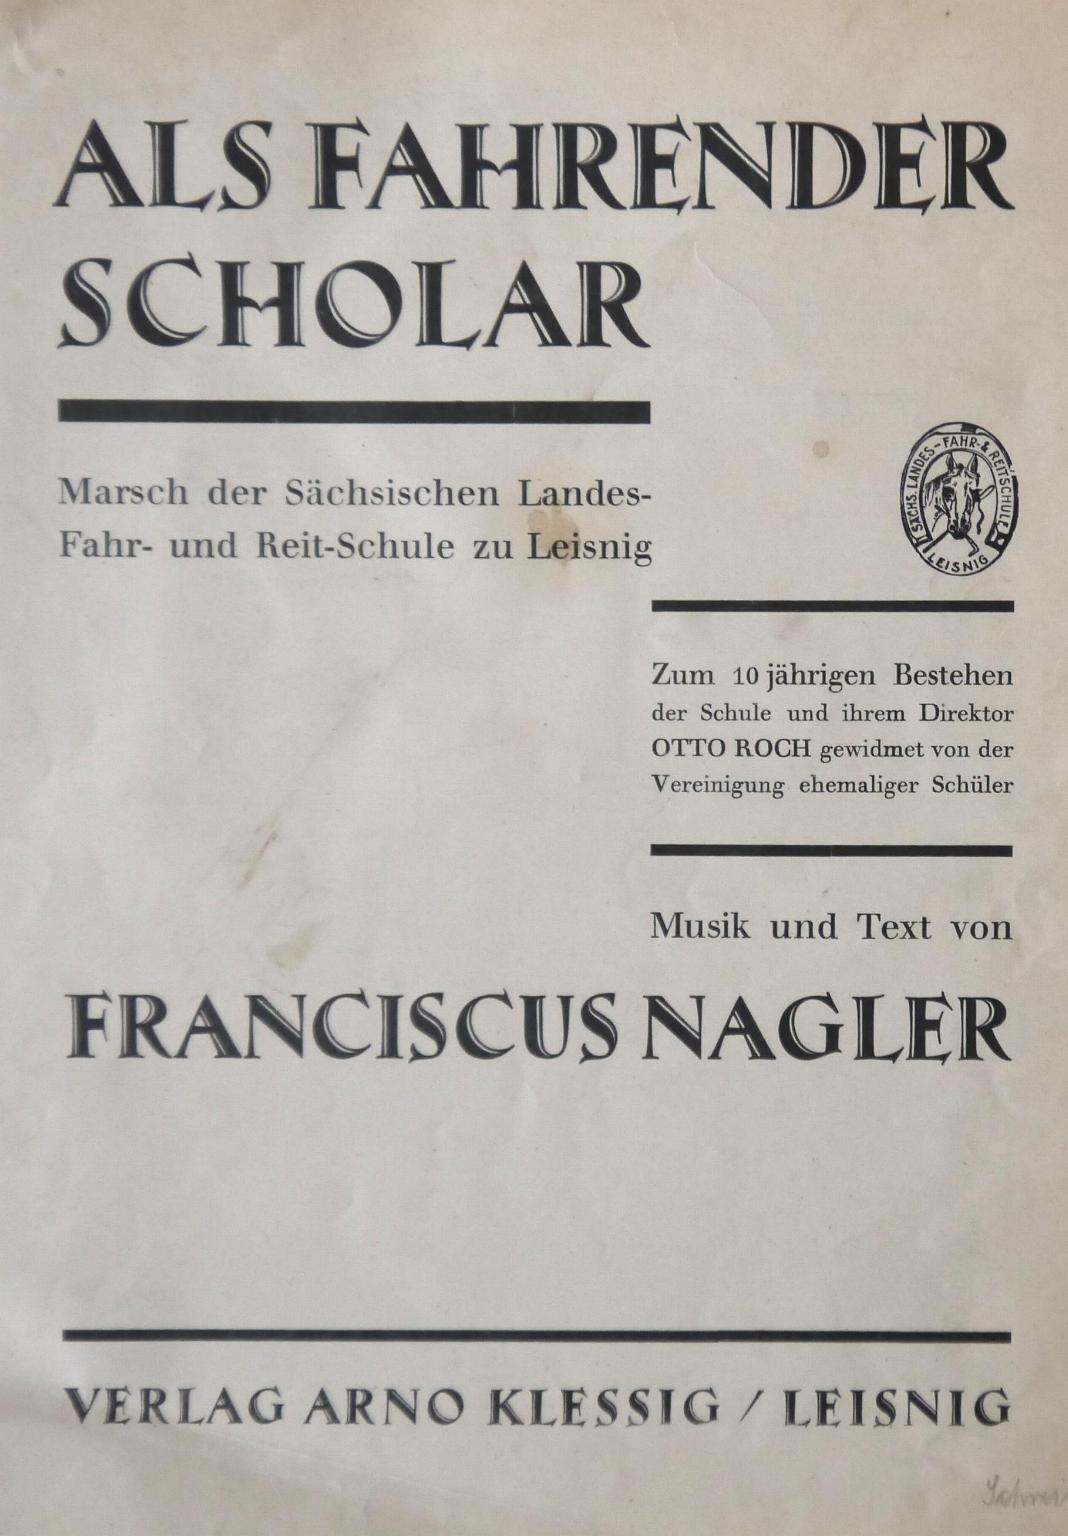 ALS FAHRENDER
SCHOLAR
Marsch der Sächsischen Landes-
Fahr- und Reit-Schule zu Leisnig
SÄCHS. LANDES-FAHR-& REITSCHULE
LEISNIG
Zum 10 jährigen Bestehen
der Schule und ihrem Direktor
OTTO ROCH gewidmet von der
Vereinigung ehemaliger Schüler
Musik und Text von
FRANCISCUS NAGLER
VERLAG ARNO KLESSIG / LEISNIG